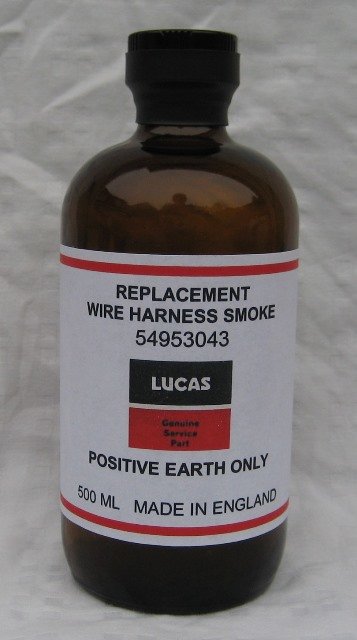 REPLACEMENT
WIRE HARNESS SMOKE
54953043
LUCAS
Genuine
Service
Part
POSITIVE EARTH ONLY
500 ML MADE IN ENGLAND